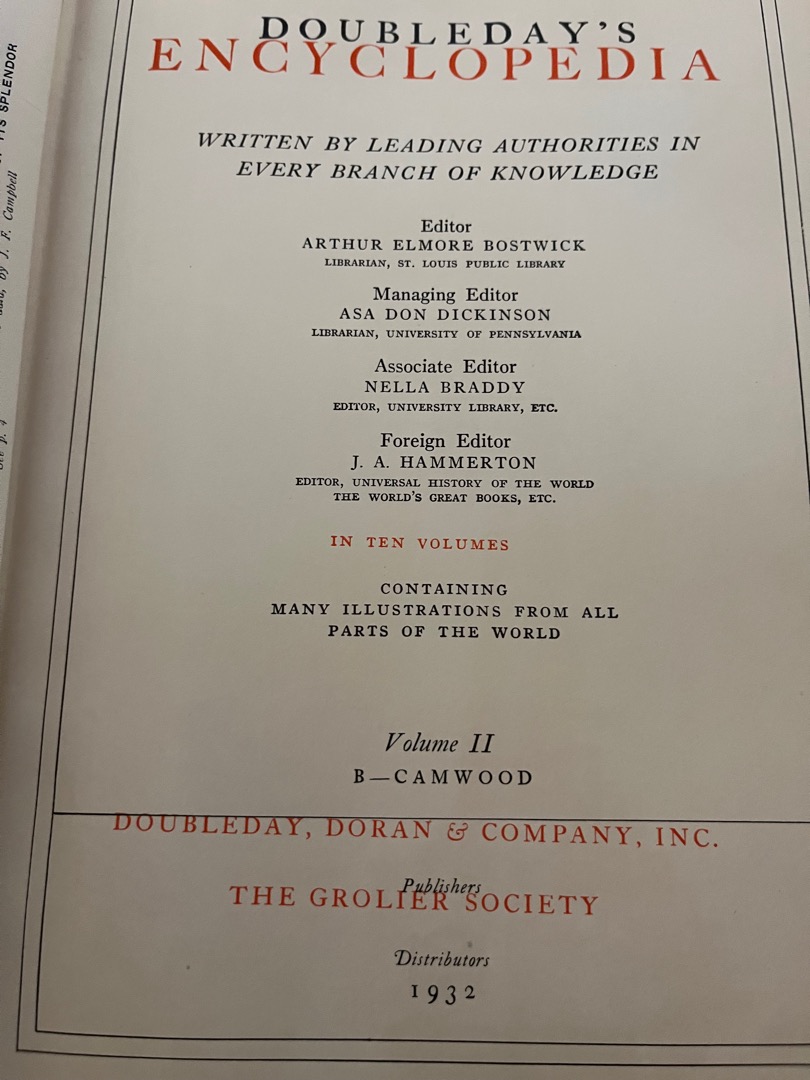 DOUBLEDAY'S
ENCYCLOPEDIA
WRITTEN BY LEADING AUTHORITIES IN
EVERY BRANCH OF KNOWLEDGE
Editor
ARTHUR ELMORE BOSTWICK
LIBRARIAN, ST. LOUIS PUBLIC LIBRARY
Managing Editor
ASA DON DICKINSON
LIBRARIAN, UNIVERSITY OF PENNSYLVANIA
Associate Editor
NELLA BRADDY
EDITOR, UNIVERSITY LIBRARY, ETC.
Foreign Editor
J. A. HAMMERTON
EDITOR, UNIVERSAL HISTORY OF THE WORLD
THE WORLD'S GREAT BOOKS, ETC.
IN TEN VOLUMES
CONTAINING
MANY ILLUSTRATIONS FROM ALL
PARTS OF THE WORLD
Volume II
B—CAMWOOD
DOUBLEDAY, DORAN & COMPANY, INC.
Publishers
THE GROLIER SOCIETY
Distributors
1932
ITS SPLENDOR
by J. F. Campbell